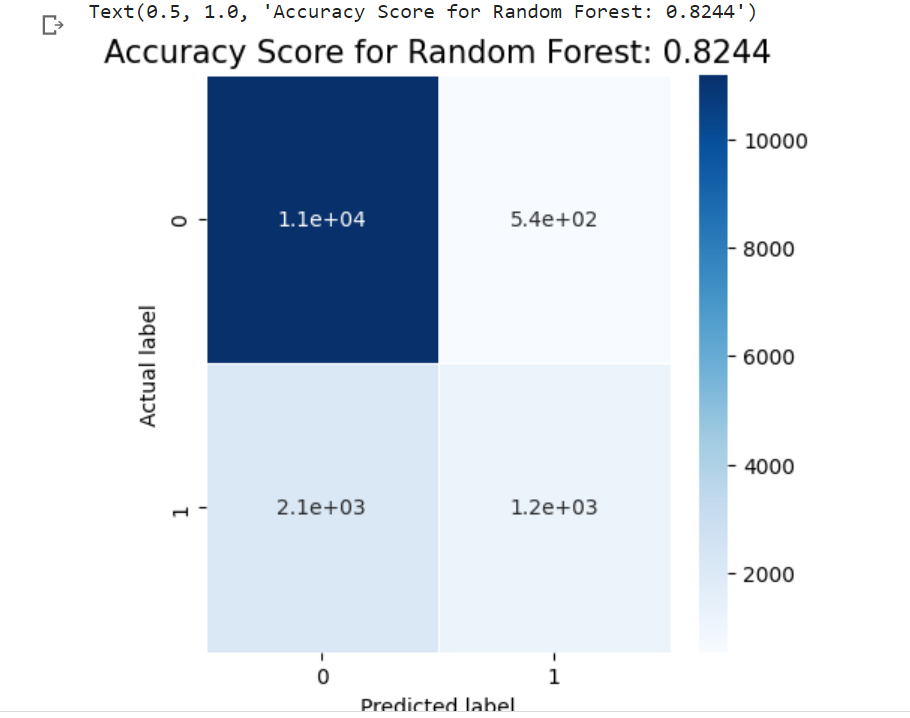 Text(0.5, 1.0, 'Accuracy Score for Random Forest: 0.8244')
Accuracy Score for Random Forest: 0.8244
10000
0
1.1e+04
5.4e+02
8000
Actual label
6000
4000
1
2.1e+03
1.2e+03
2000
0
1
Predicted label